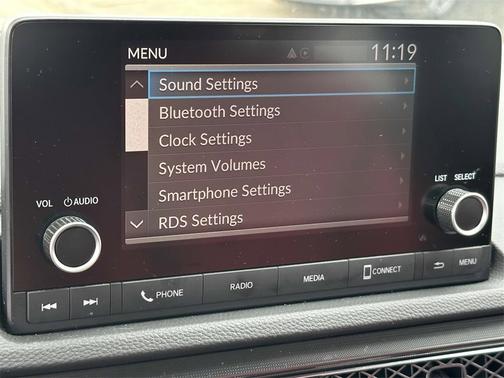 MENU 11:19
Sound Settings
Bluetooth Settings
Clock Settings
System Volumes
Smartphone Settings
RDS Settings
VOL AUDIO
LIST SELECT
PHONE RADIO MEDIA CONNECT MENU